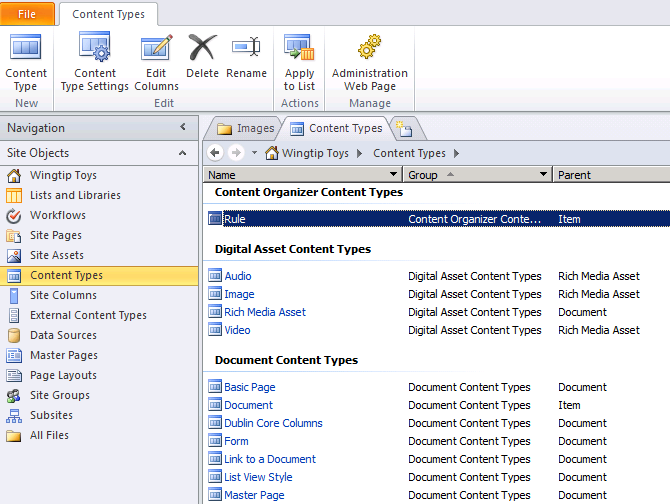 File Content Types
Content Type
Content Type Settings
Edit Columns
Delete
Rename
Apply to List
Administration Web Page
New Edit Actions Manage
Navigation
Site Objects
Wingtip Toys
Lists and Libraries
Workflows
Site Pages
Site Assets
Content Types
Site Columns
External Content Types
Data Sources
Master Pages
Page Layouts
Site Groups
Subsites
All Files
Images Content Types
Wingtip Toys Content Types
Name Group Parent
Content Organizer Content Types
Rule Content Organizer Conte... Item
Digital Asset Content Types
Audio Digital Asset Content Types Rich Media Asset
Image Digital Asset Content Types Rich Media Asset
Rich Media Asset Digital Asset Content Types Document
Video Digital Asset Content Types Rich Media Asset
Document Content Types
Basic Page Document Content Types Document
Document Document Content Types Item
Dublin Core Columns Document Content Types Document
Form Document Content Types Document
Link to a Document Document Content Types Document
List View Style Document Content Types Document
Master Page Document Content Types Document